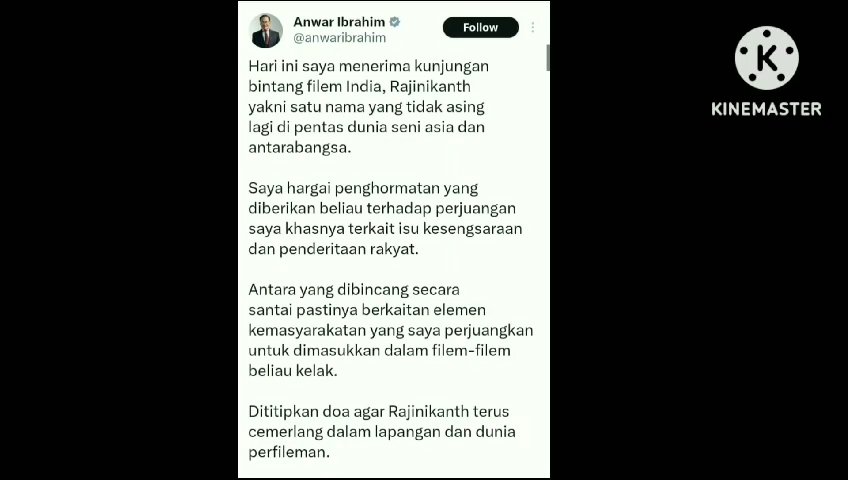 Anwar Ibrahim
@anwaribrahim
Follow
Hari ini saya menerima kunjungan
bintang filem India, Rajinikanth
yakni satu nama yang tidak asing
lagi di pentas dunia seni asia dan
antarabangsa.
Saya hargai penghormatan yang
diberikan beliau terhadap perjuangan
saya khasnya terkait isu kesengsaraan
dan penderitaan rakyat.
Antara yang dibincang secara
santai pastinya berkaitan elemen
kemasyarakatan yang saya perjuangkan
untuk dimasukkan dalam filem-filem
beliau kelak.
Dititipkan doa agar Rajinikanth terus
cemerlang dalam lapangan dan dunia
perfileman.
K
KINEMASTER